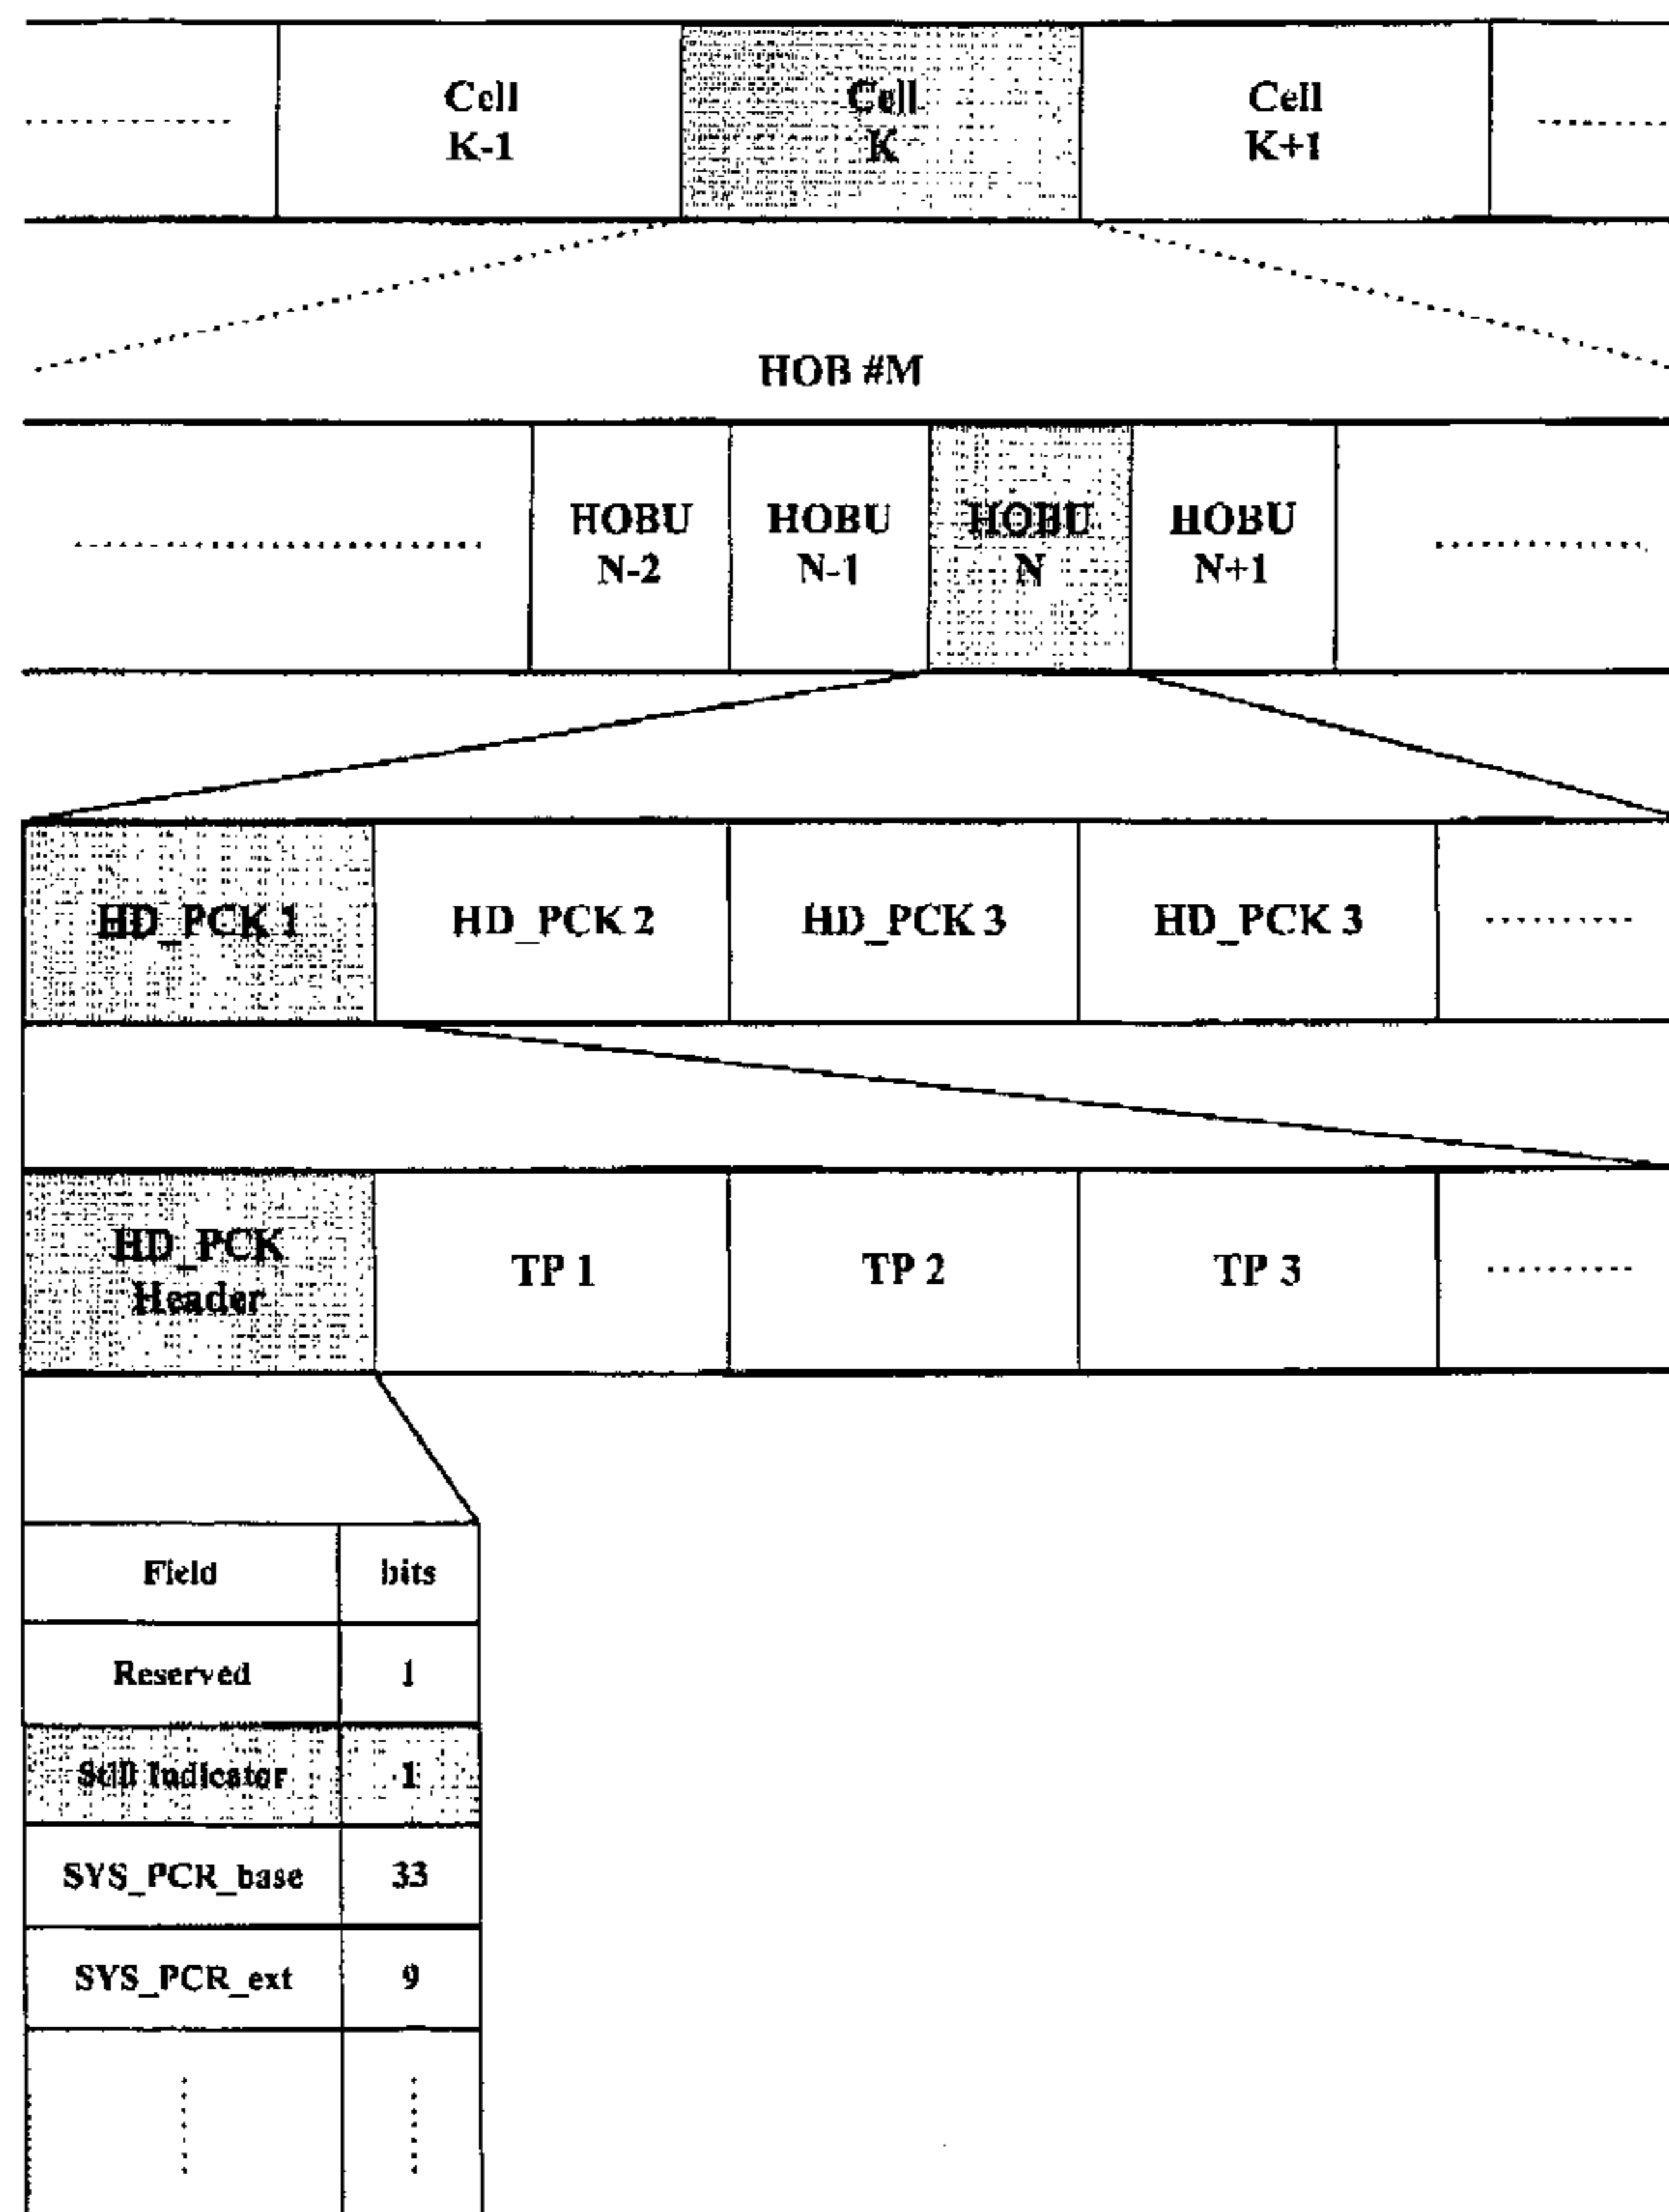 Cell
K-1
Cell
K
Cell
K+1
HOB #M
HOBU
N-2
HOBU
N-1
HOBU
N
HOBU
N+1
HD_PCK 1
HD_PCK 2
HD_PCK 3
HD_PCK 3
HD_PCK
Header
TP 1
TP 2
TP 3
Field bits
Reserved 1
Still Indicator 1
SYS_PCR_base 33
SYS_PCR_ext 9